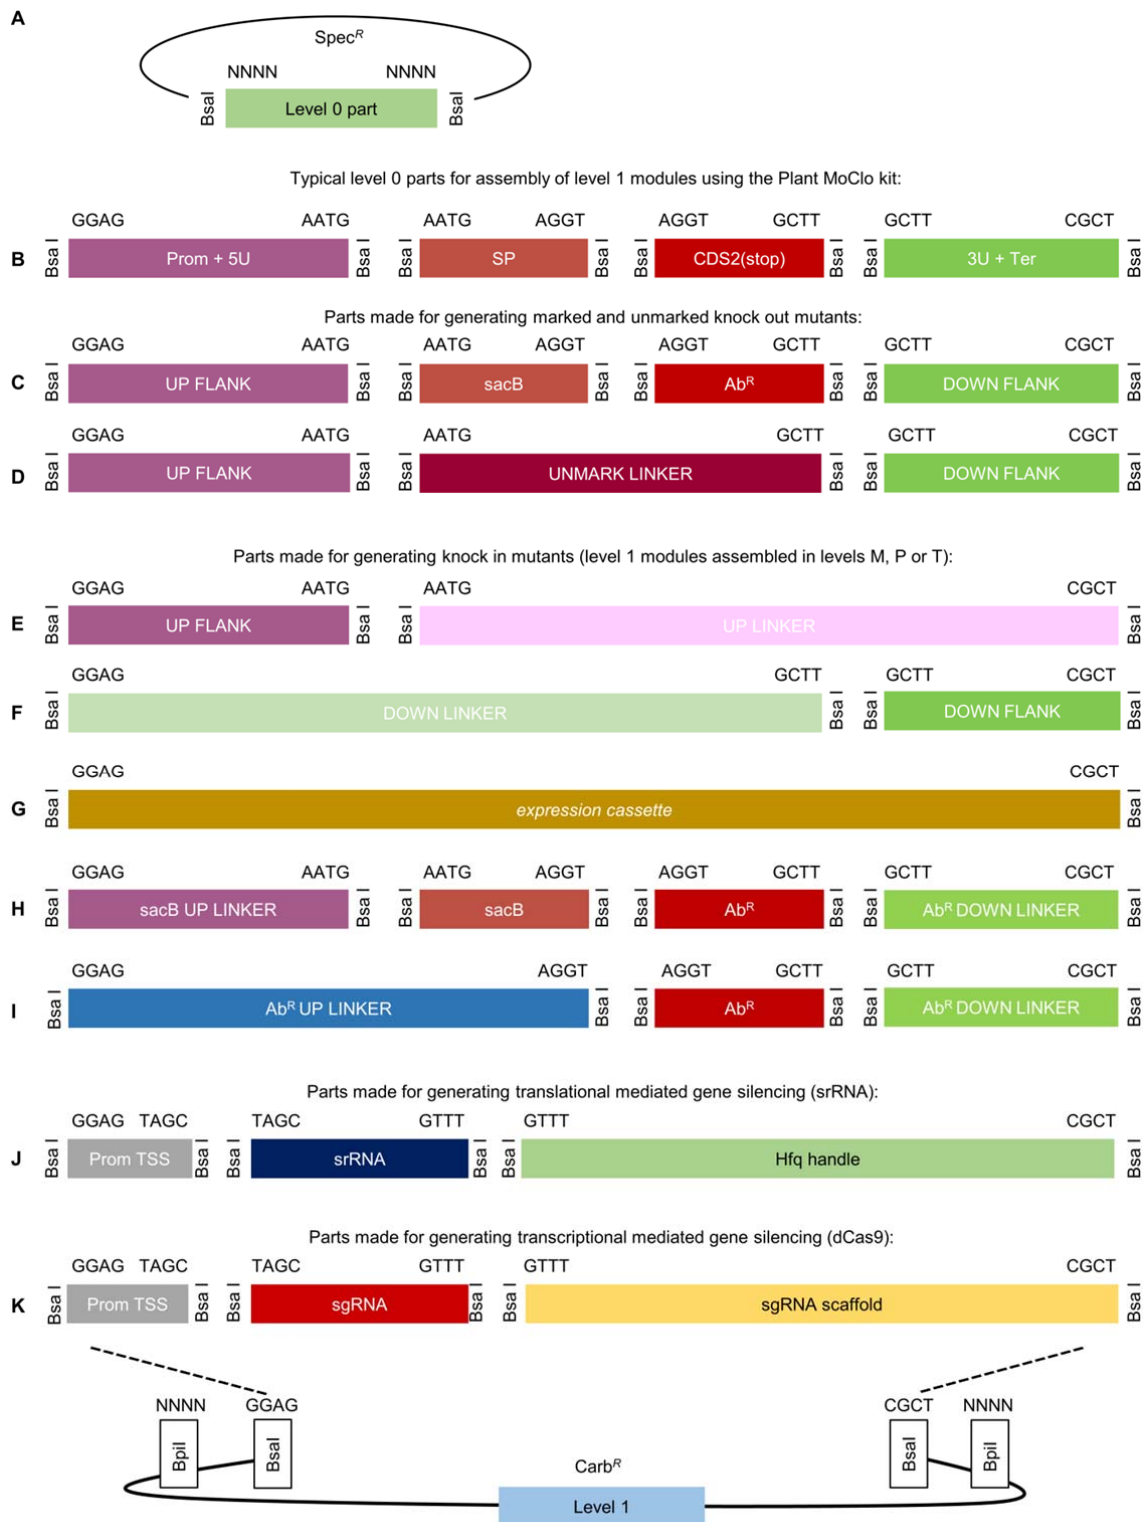 A
Spec^R
NNNN NNNN
BsaI Level 0 part BsaI
Typical level 0 parts for assembly of level 1 modules using the Plant MoClo kit:
GGAG AATG AATG AGGT AGGT GCTT GCTT CGCT
B Bsa I Prom + 5U Bsa I Bsa I SP Bsa I Bsa I CDS2(stop) Bsa I Bsa I 3U + Ter Bsa I
Parts made for generating marked and unmarked knock out mutants:
GGAG AATG AATG AGGT AGGT GCTT GCTT CGCT
C Bsa I UP FLANK Bsa I Bsa I sacB Bsa I Bsa I Ab^R Bsa I Bsa I DOWN FLANK Bsa I
GGAG AATG AATG GCTT GCTT CGCT
D Bsa I UP FLANK Bsa I Bsa I UNMARK LINKER Bsa I Bsa I DOWN FLANK Bsa I
Parts made for generating knock in mutants (level 1 modules assembled in levels M, P or T):
GGAG AATG AATG CGCT
E Bsa I UP FLANK Bsa I Bsa I UP LINKER Bsa I
GGAG GCTT GCTT CGCT
F Bsa I DOWN LINKER Bsa I Bsa I DOWN FLANK Bsa I
GGAG CGCT
G Bsa I expression cassette Bsa I
GGAG AATG AATG AGGT AGGT GCTT GCTT CGCT
H Bsa I sacB UP LINKER Bsa I Bsa I sacB Bsa I Bsa I Ab^R Bsa I Bsa I Ab^R DOWN LINKER Bsa I
GGAG AGGT AGGT GCTT GCTT CGCT
I Bsa I Ab^R UP LINKER Bsa I Bsa I Ab^R Bsa I Bsa I Ab^R DOWN LINKER Bsa I
Parts made for generating translational mediated gene silencing (srRNA):
GGAG TAGC TAGC GTTT GTTT CGCT
J Bsa I Prom TSS Bsa I Bsa I srRNA Bsa I Bsa I Hfq handle Bsa I
Parts made for generating transcriptional mediated gene silencing (dCas9):
GGAG TAGC TAGC GTTT GTTT CGCT
K Bsa I Prom TSS Bsa I Bsa I sgRNA Bsa I Bsa I sgRNA scaffold Bsa I
NNNN GGAG CGCT NNNN
BpiI BsaI BsaI BpiI
Carb^R
Level 1